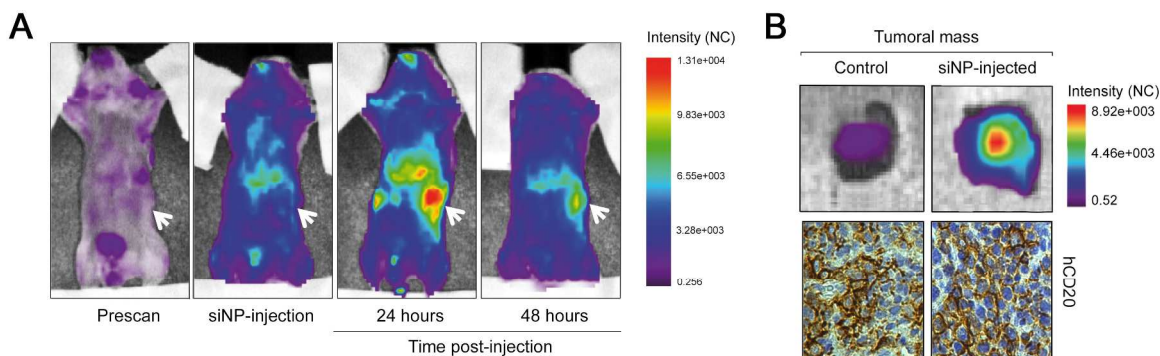 A
Intensity (NC)
1.31e+004
9.83e+003
6.55e+003
3.28e+003
0.256
Prescan
siNP-injection
24 hours
48 hours
Time post-injection
B
Tumoral mass
Control
siNP-injected
Intensity (NC)
8.92e+003
4.46e+003
0.52
hCD20